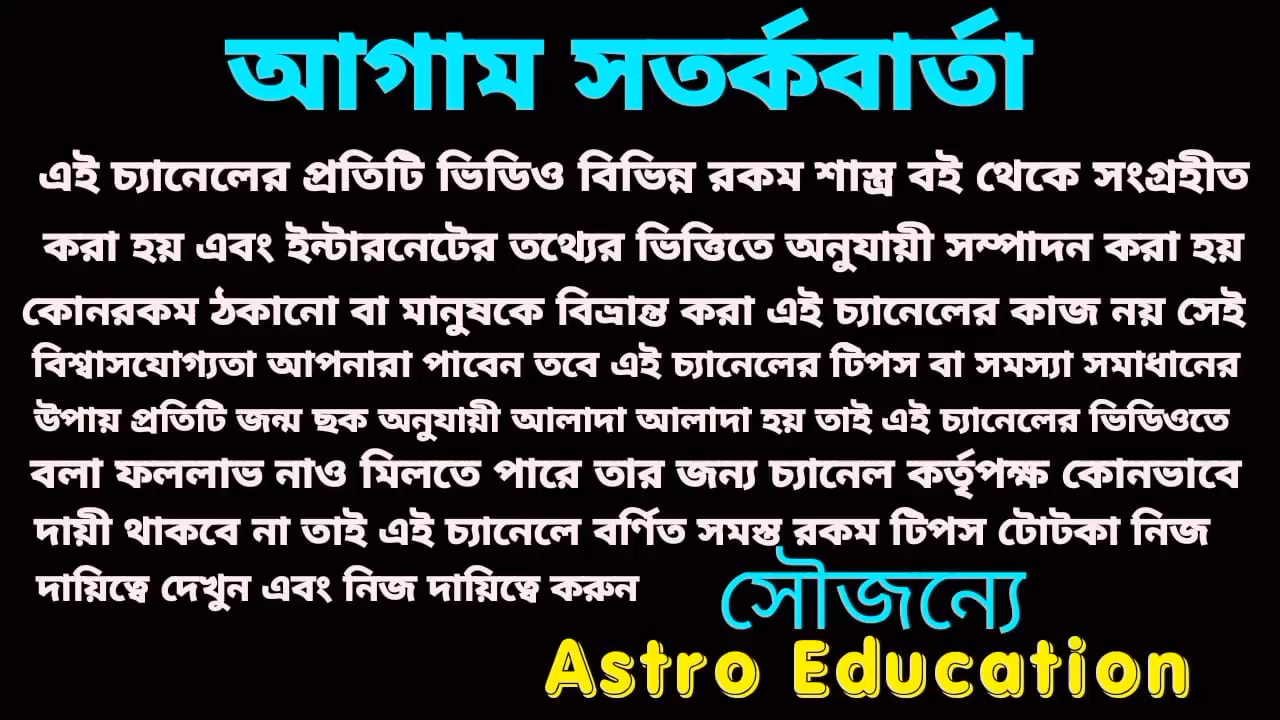 আগাম সতর্কবার্তা
এই চ্যানেলের প্রতিটি ভিডিও বিভিন্ন রকম শাস্ত্র বই থেকে সংগ্রহীত
করা হয় এবং ইন্টারনেটের তথ্যের ভিত্তিতে অনুযায়ী সম্পাদন করা হয়
কোনরকম ঠকানো বা মানুষকে বিভ্রান্ত করা এই চ্যানেলের কাজ নয় সেই
বিশ্বাসযোগ্যতা আপনারা পাবেন তবে এই চ্যানেলের টিপস বা সমস্যা সমাধানের
উপায় প্রতিটি জন্ম ছক অনুযায়ী আলাদা আলাদা হয় তাই এই চ্যানেলের ভিডিওতে
বলা ফললাভ নাও মিলতে পারে তার জন্য চ্যানেল কর্তৃপক্ষ কোনভাবে
দায়ী থাকবে না তাই এই চ্যানেলে বর্ণিত সমস্ত রকম টিপস টোটকা নিজ
দায়িত্বে দেখুন এবং নিজ দায়িত্বে করুন
সৌজন্যে
Astro Education